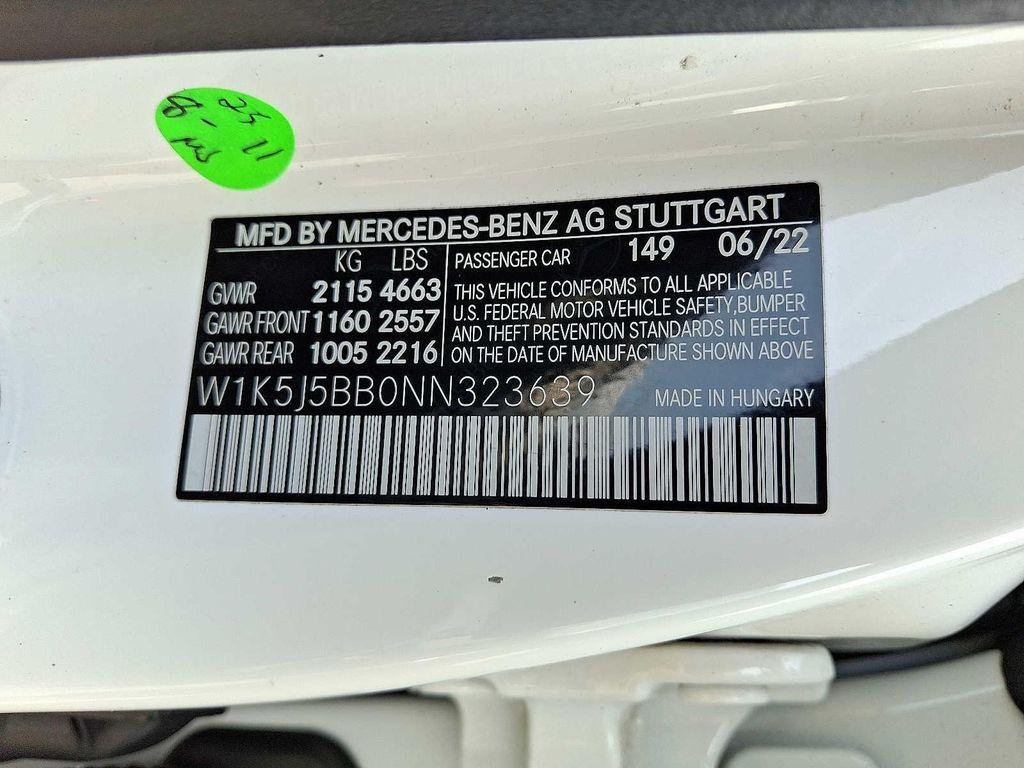 MFD BY MERCEDES-BENZ AG STUTTGART
KG LBS
GVWR 2115 4663
GAWR FRONT 1160 2557
GAWR REAR 1005 2216
PASSENGER CAR 149 06/22
THIS VEHICLE CONFORMS TO ALL APPLICABLE
U.S. FEDERAL MOTOR VEHICLE SAFETY, BUMPER
AND THEFT PREVENTION STANDARDS IN EFFECT
ON THE DATE OF MANUFACTURE SHOWN ABOVE
W1K5J5BB0NN323639
MADE IN HUNGARY